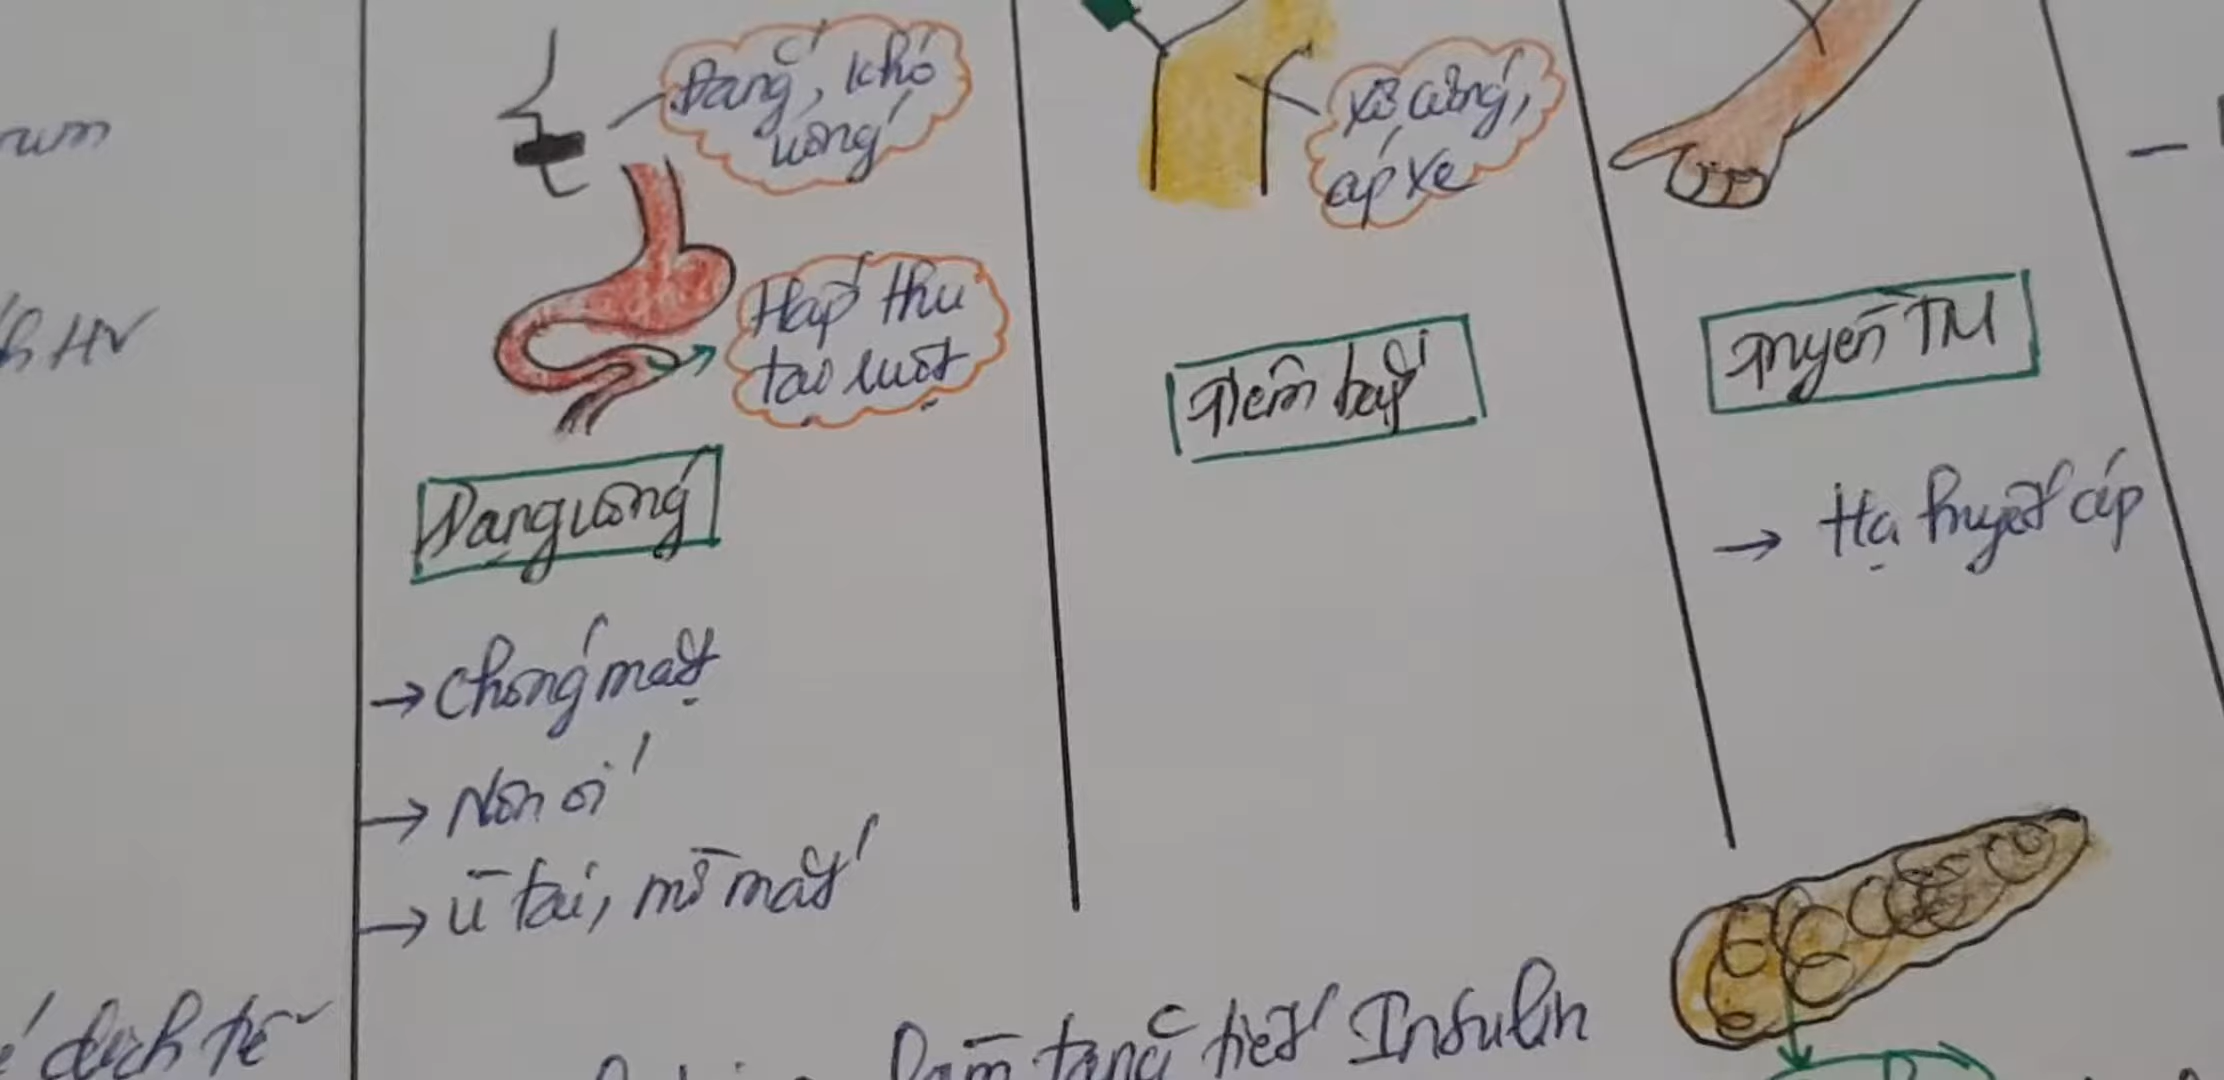 Đắng, khó
uống
Hấp thu
tại ruột
Dạng uống
→ Chóng mặt
→ Nôn ói
→ Ù tai, mờ mắt
xơ cứng,
áp xe
Tiêm bắp
Truyền TM
→ Hạ huyết áp
HN
dịch tễ
Làm tăng tiết Insulin